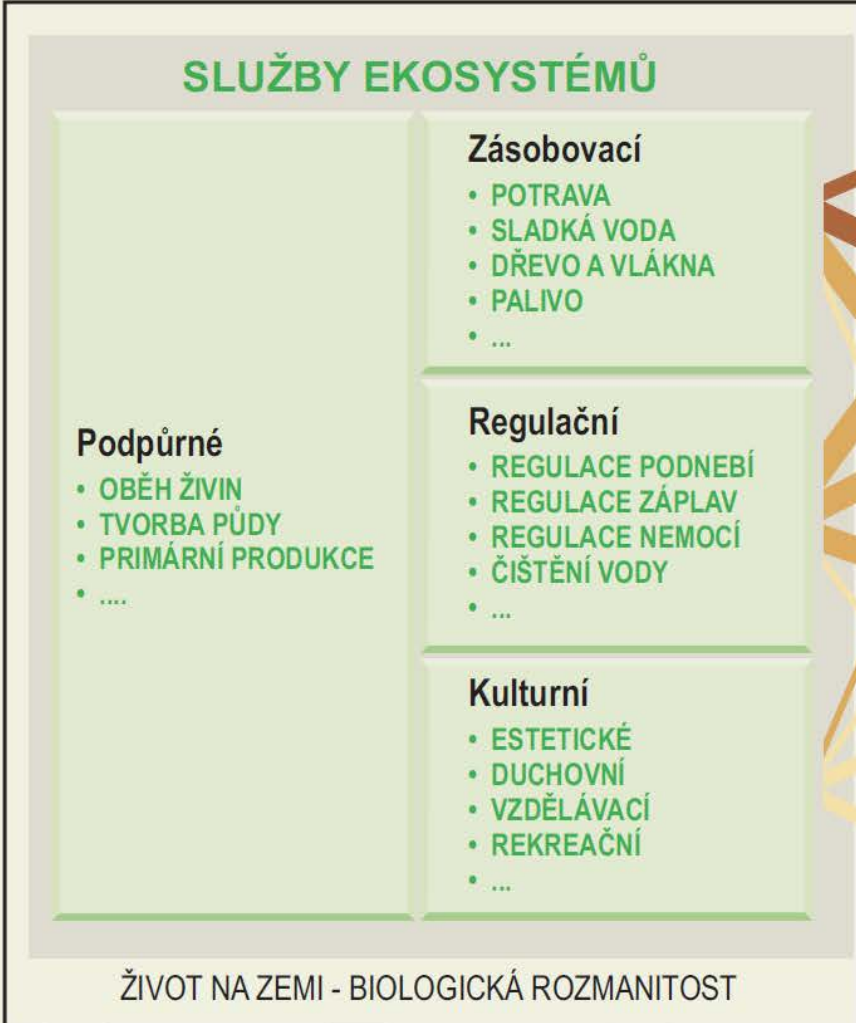 SLUŽBY EKOSYSTÉMŮ
Podpůrné
• OBĚH ŽIVIN
• TVORBA PŮDY
• PRIMÁRNÍ PRODUKCE
• ....
Zásobovací
• POTRAVA
• SLADKÁ VODA
• DŘEVO A VLÁKNA
• PALIVO
• ...
Regulační
• REGULACE PODNEBÍ
• REGULACE ZÁPLAV
• REGULACE NEMOCÍ
• ČIŠTĚNÍ VODY
• ...
Kulturní
• ESTETICKÉ
• DUCHOVNÍ
• VZDĚLÁVACÍ
• REKREAČNÍ
• ...
ŽIVOT NA ZEMI - BIOLOGICKÁ ROZMANITOST